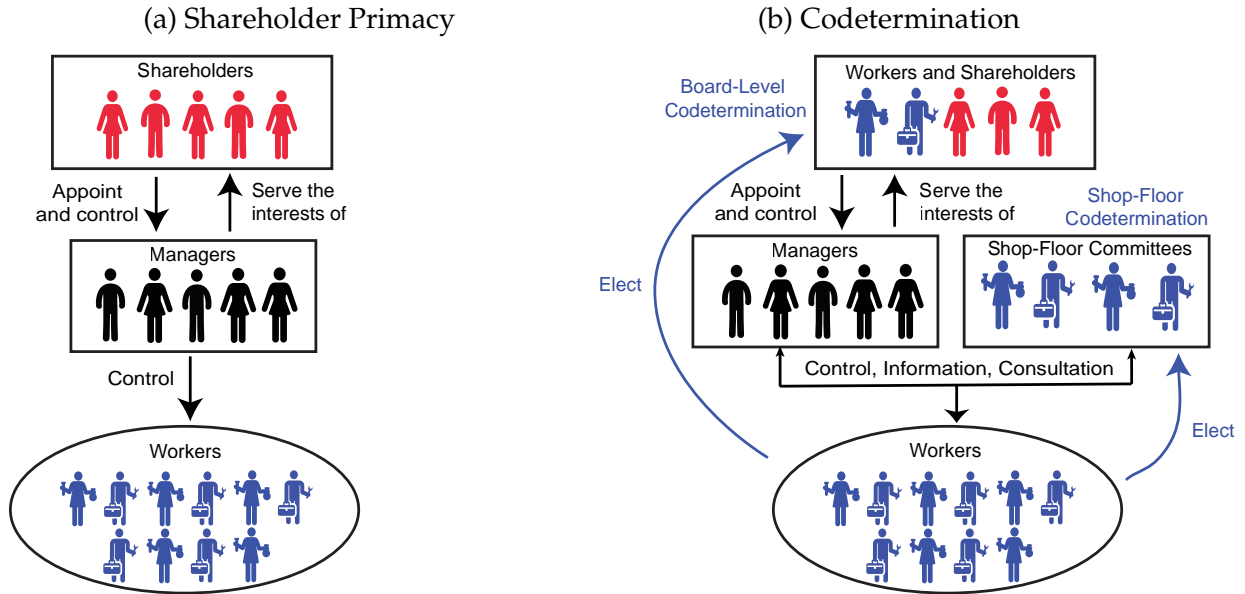 (a) Shareholder Primacy
Shareholders
Appoint
and control
Serve the
interests of
Managers
Control
Workers
(b) Codetermination
Board-Level
Codetermination
Workers and Shareholders
Appoint
and control
Serve the
interests of
Shop-Floor
Codetermination
Managers
Shop-Floor Committees
Elect
Control, Information, Consultation
Elect
Workers